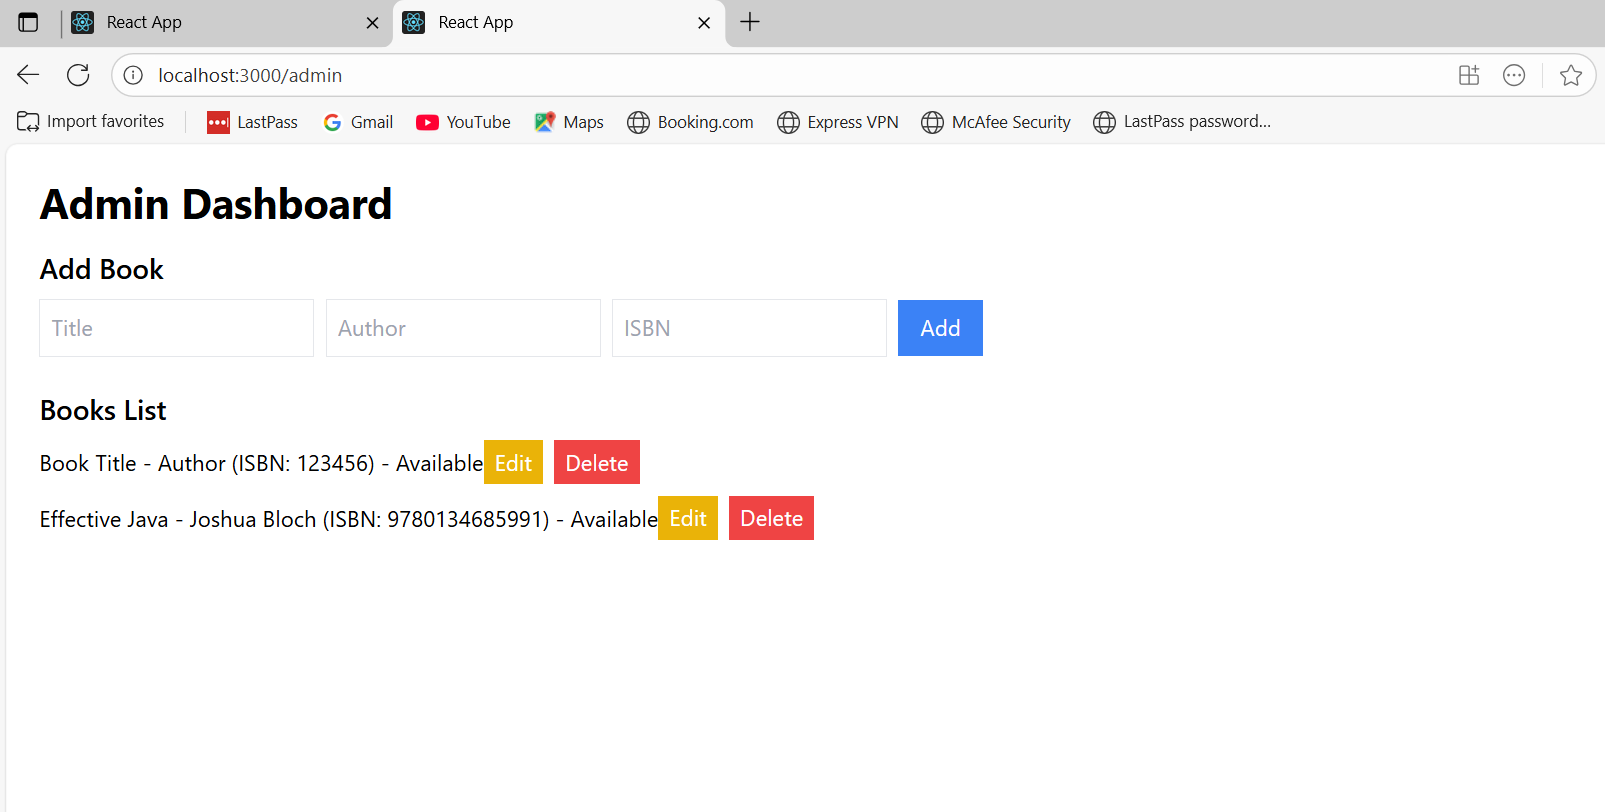 React App
React App
localhost:3000/admin
Import favorites LastPass Gmail YouTube Maps Booking.com Express VPN McAfee Security LastPass password...
Admin Dashboard
Add Book
Title Author ISBN Add
Books List
Book Title - Author (ISBN: 123456) - Available Edit Delete
Effective Java - Joshua Bloch (ISBN: 9780134685991) - Available Edit Delete